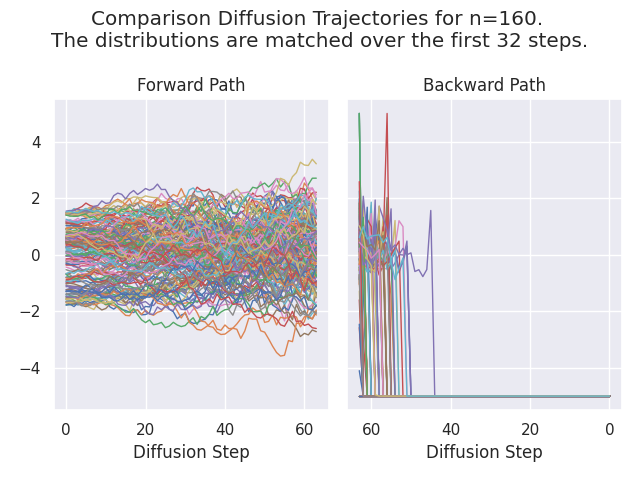 Comparison Diffusion Trajectories for n=160.
The distributions are matched over the first 32 steps.
Forward Path
Backward Path
4
2
0
−2
−4
0 20 40 60
60 40 20 0
Diffusion Step
Diffusion Step